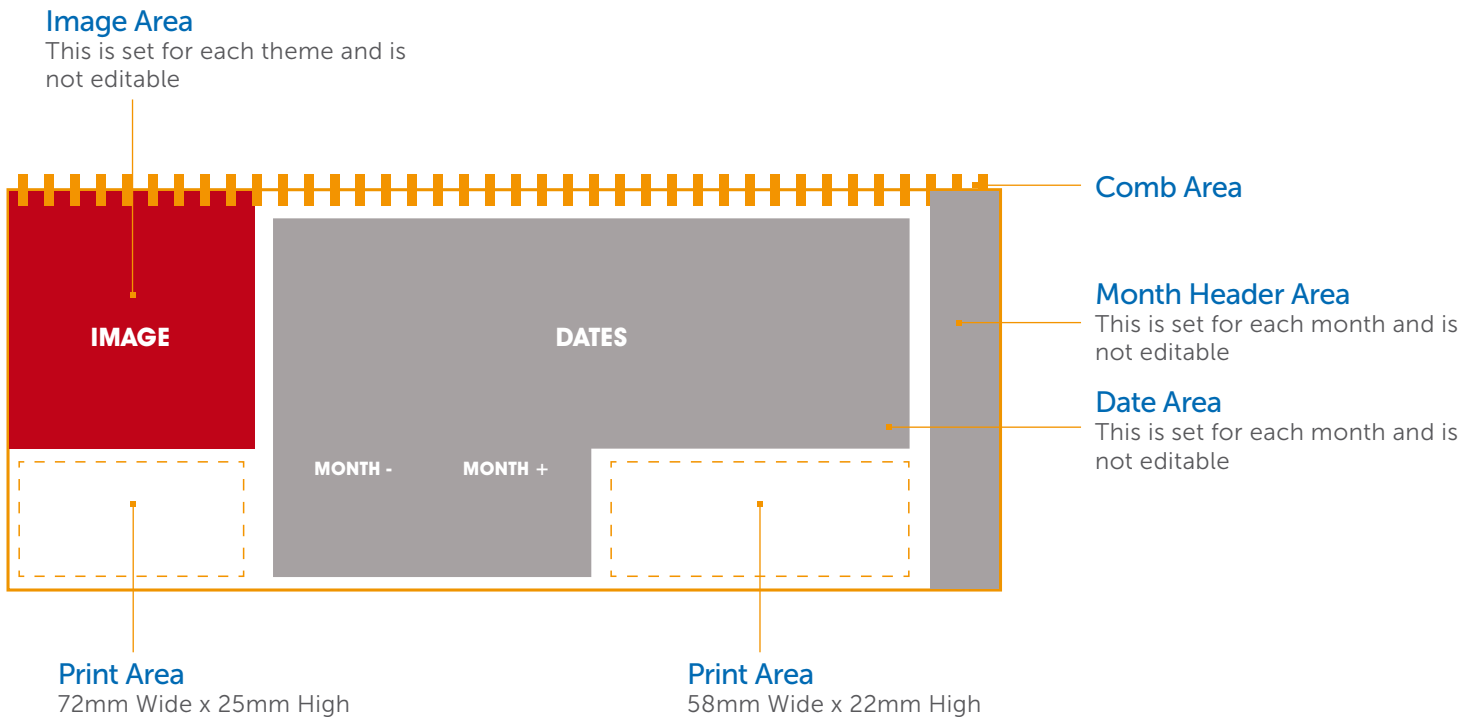 Image Area
This is set for each theme and is
not editable
Comb Area
IMAGE
DATES
Month Header Area
This is set for each month and is
not editable
Date Area
This is set for each month and is
not editable
MONTH -
MONTH +
Print Area
72mm Wide x 25mm High
Print Area
58mm Wide x 22mm High